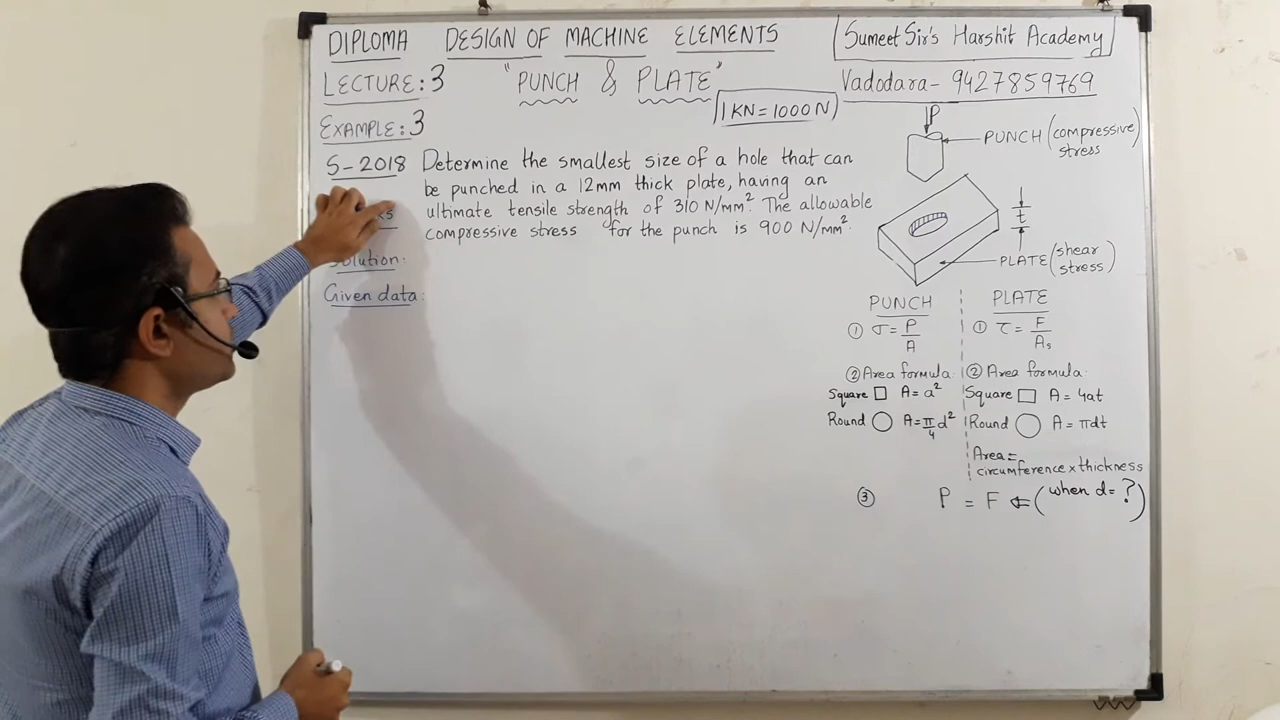 DIPLOMA DESIGN OF MACHINE ELEMENTS
Sumeet Sir's Harshit Academy
LECTURE: 3 "PUNCH & PLATE"
Vadodara- 9427859769
1 KN = 1000 N
EXAMPLE: 3
S-2018 Determine the smallest size of a hole that can
be punched in a 12mm thick plate, having an
ultimate tensile strength of 310 N/mm². The allowable
compressive stress for the punch is 900 N/mm².
Solution:
Given data:
P
PUNCH (compressive
stress)
t
PLATE (shear
stress)
PUNCH
① σ = P/A
② Area formula:
Square □ A = a²
Round ○ A = π/4 d²
PLATE
① τ = F/As
② Area formula:
Square □ A = 4at
Round ○ A = πdt
Area =
circumference x thickness
③ P = F ⇐ (when d = ?)